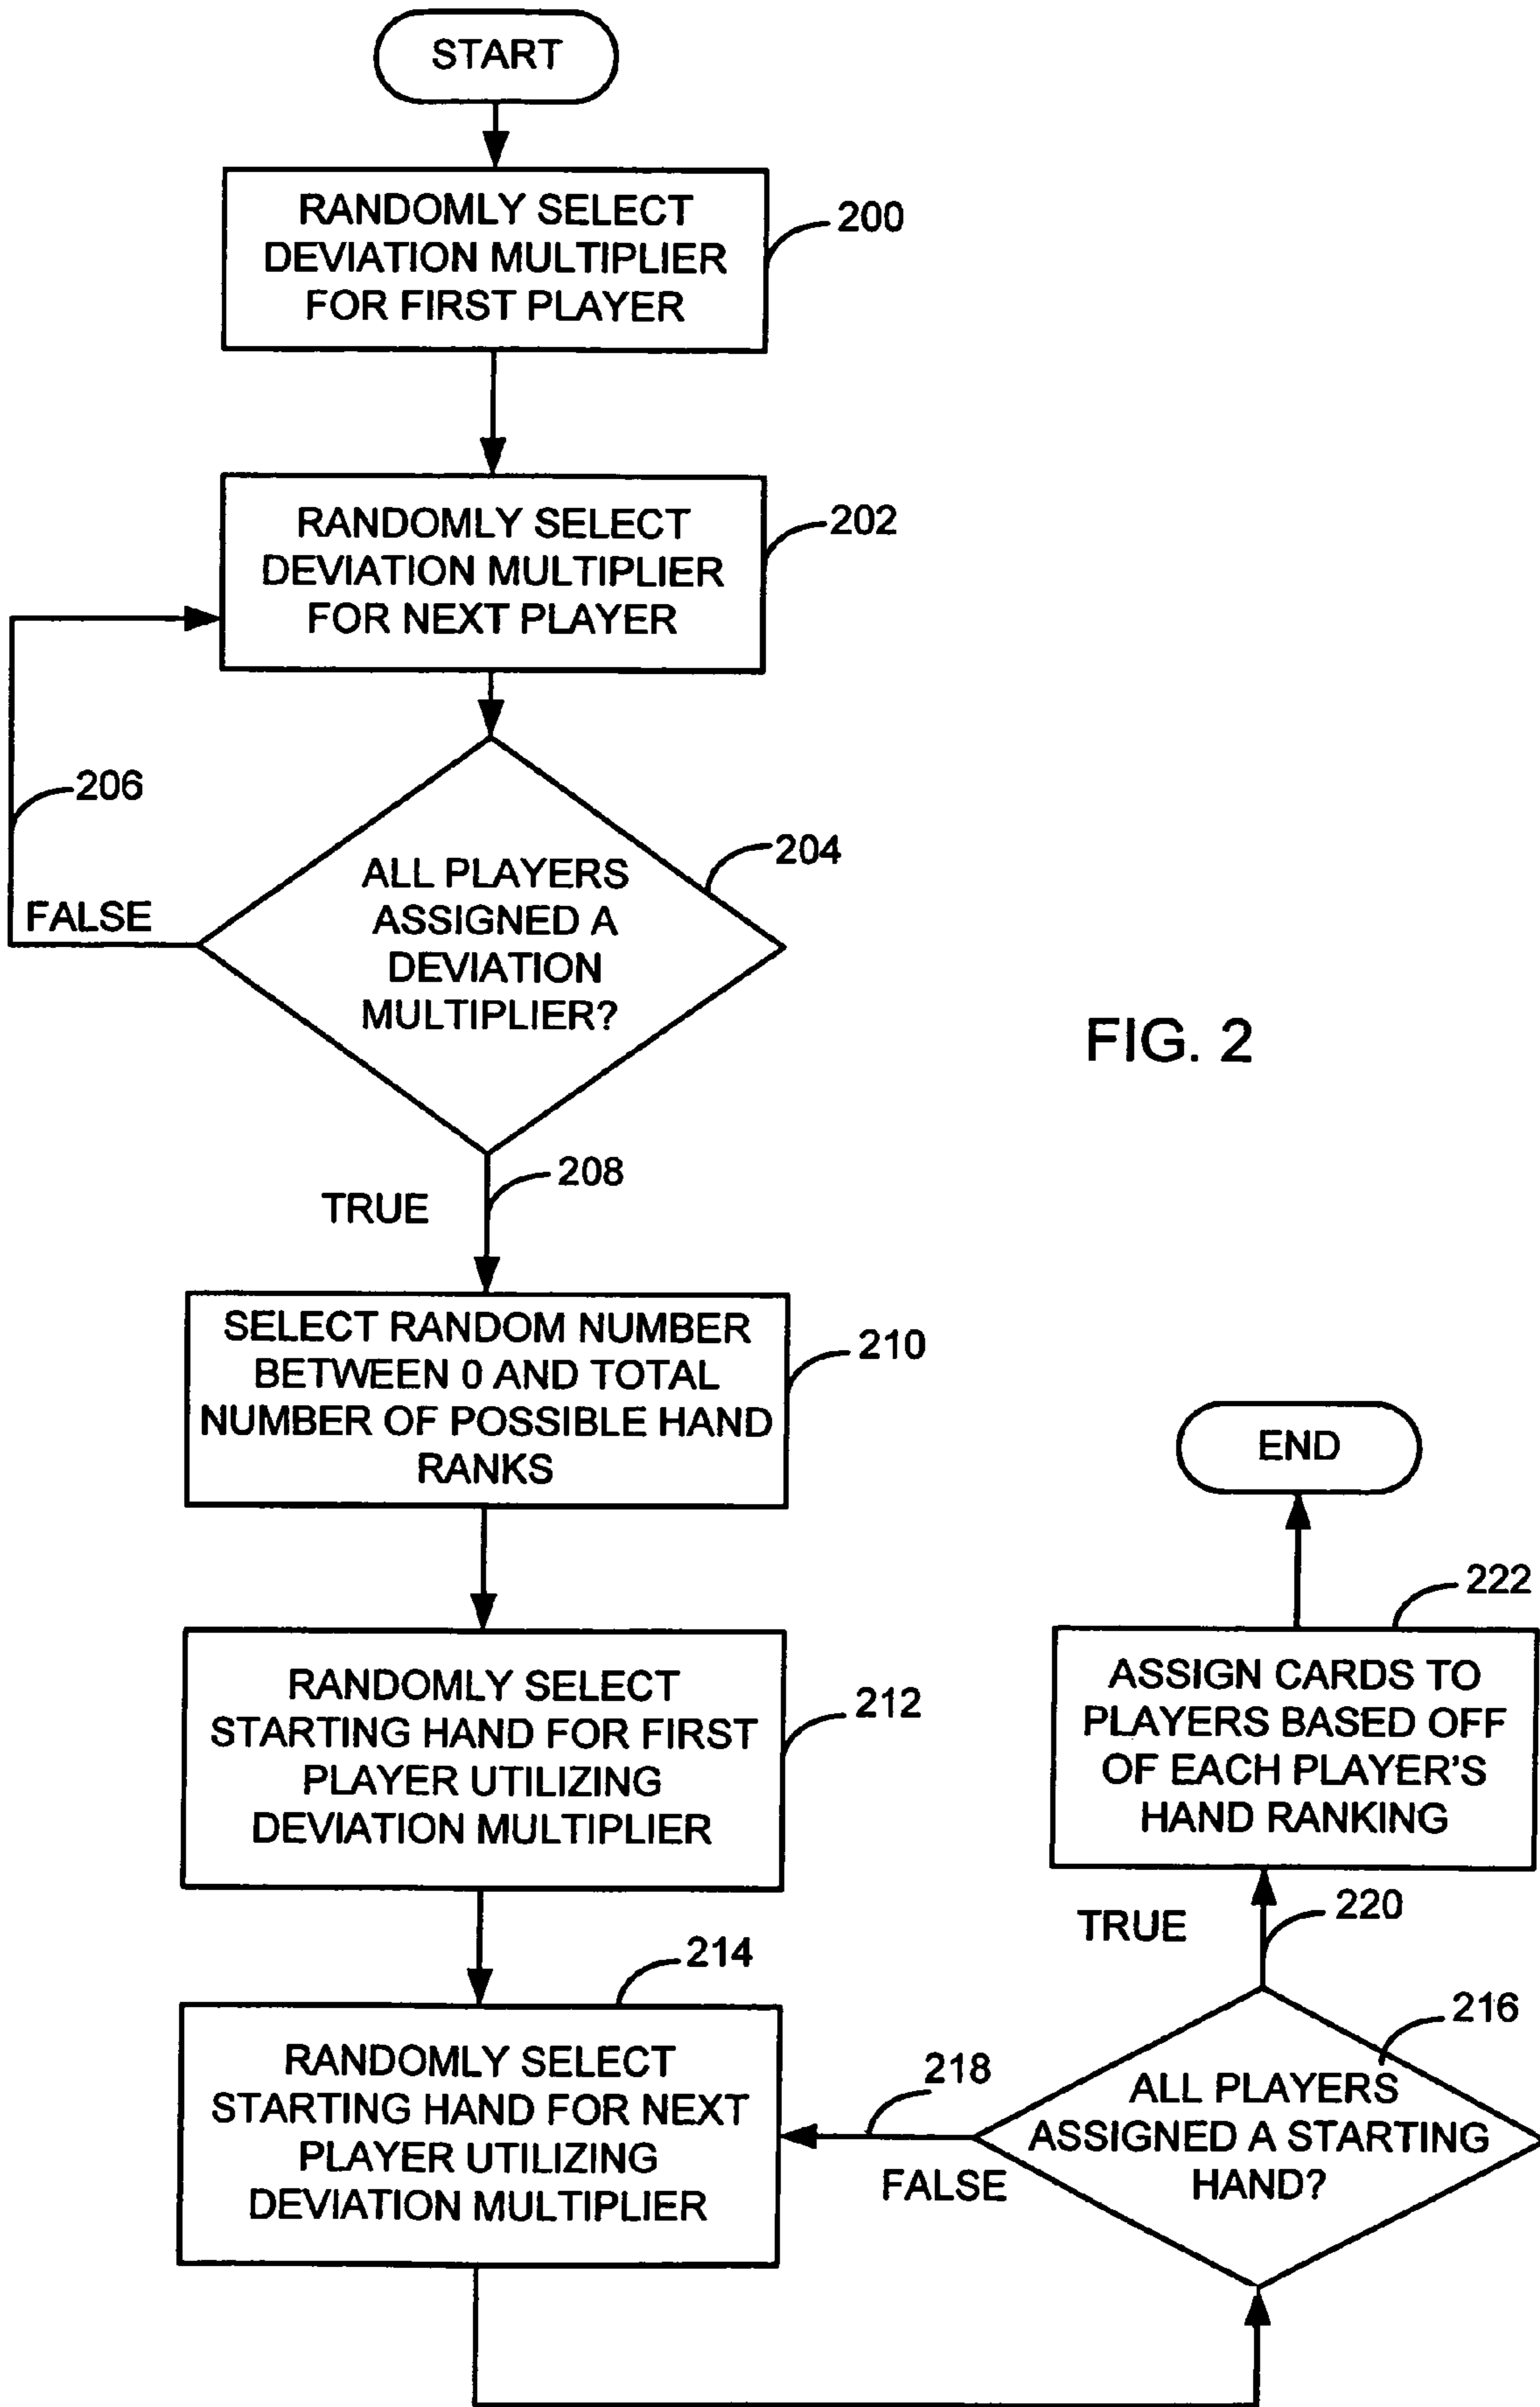 START
RANDOMLY SELECT
DEVIATION MULTIPLIER
FOR FIRST PLAYER
200
RANDOMLY SELECT
DEVIATION MULTIPLIER
FOR NEXT PLAYER
202
206
FALSE
ALL PLAYERS
ASSIGNED A
DEVIATION
MULTIPLIER?
204
FIG. 2
208
TRUE
SELECT RANDOM NUMBER
BETWEEN 0 AND TOTAL
NUMBER OF POSSIBLE HAND
RANKS
210
RANDOMLY SELECT
STARTING HAND FOR FIRST
PLAYER UTILIZING
DEVIATION MULTIPLIER
212
214
RANDOMLY SELECT
STARTING HAND FOR NEXT
PLAYER UTILIZING
DEVIATION MULTIPLIER
218
FALSE
216
ALL PLAYERS
ASSIGNED A STARTING
HAND?
TRUE
220
222
ASSIGN CARDS TO
PLAYERS BASED OFF
OF EACH PLAYER'S
HAND RANKING
END